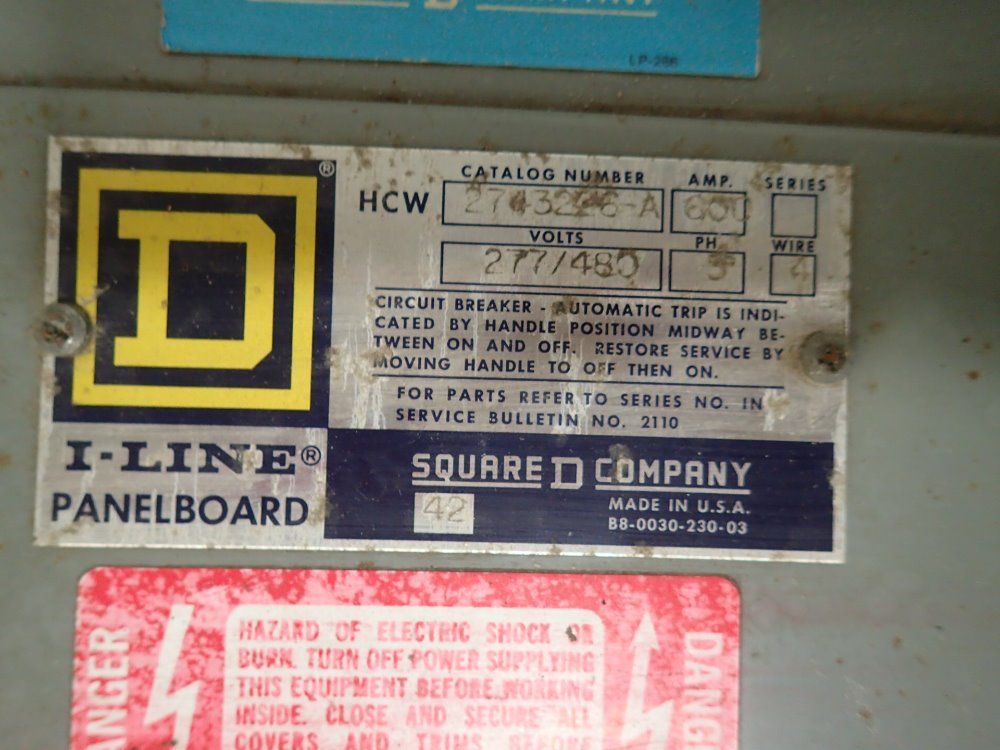 LP-266
D
I-LINE®
PANELBOARD
CATALOG NUMBER AMP. SERIES
HCW 2743226-A 600
VOLTS PH. WIRE
277/480 3 4
CIRCUIT BREAKER - AUTOMATIC TRIP IS INDI-
CATED BY HANDLE POSITION MIDWAY BE-
TWEEN ON AND OFF. RESTORE SERVICE BY
MOVING HANDLE TO OFF THEN ON.
FOR PARTS REFER TO SERIES NO. IN
SERVICE BULLETIN NO. 2110
SQUARE D COMPANY
42
MADE IN U.S.A.
B8-0030-230-03
HAZARD OF ELECTRIC SHOCK OR
BURN. TURN OFF POWER SUPPLYING
THIS EQUIPMENT BEFORE WORKING
INSIDE. CLOSE AND SECURE ALL
COVERS AND TRIMS BEFORE